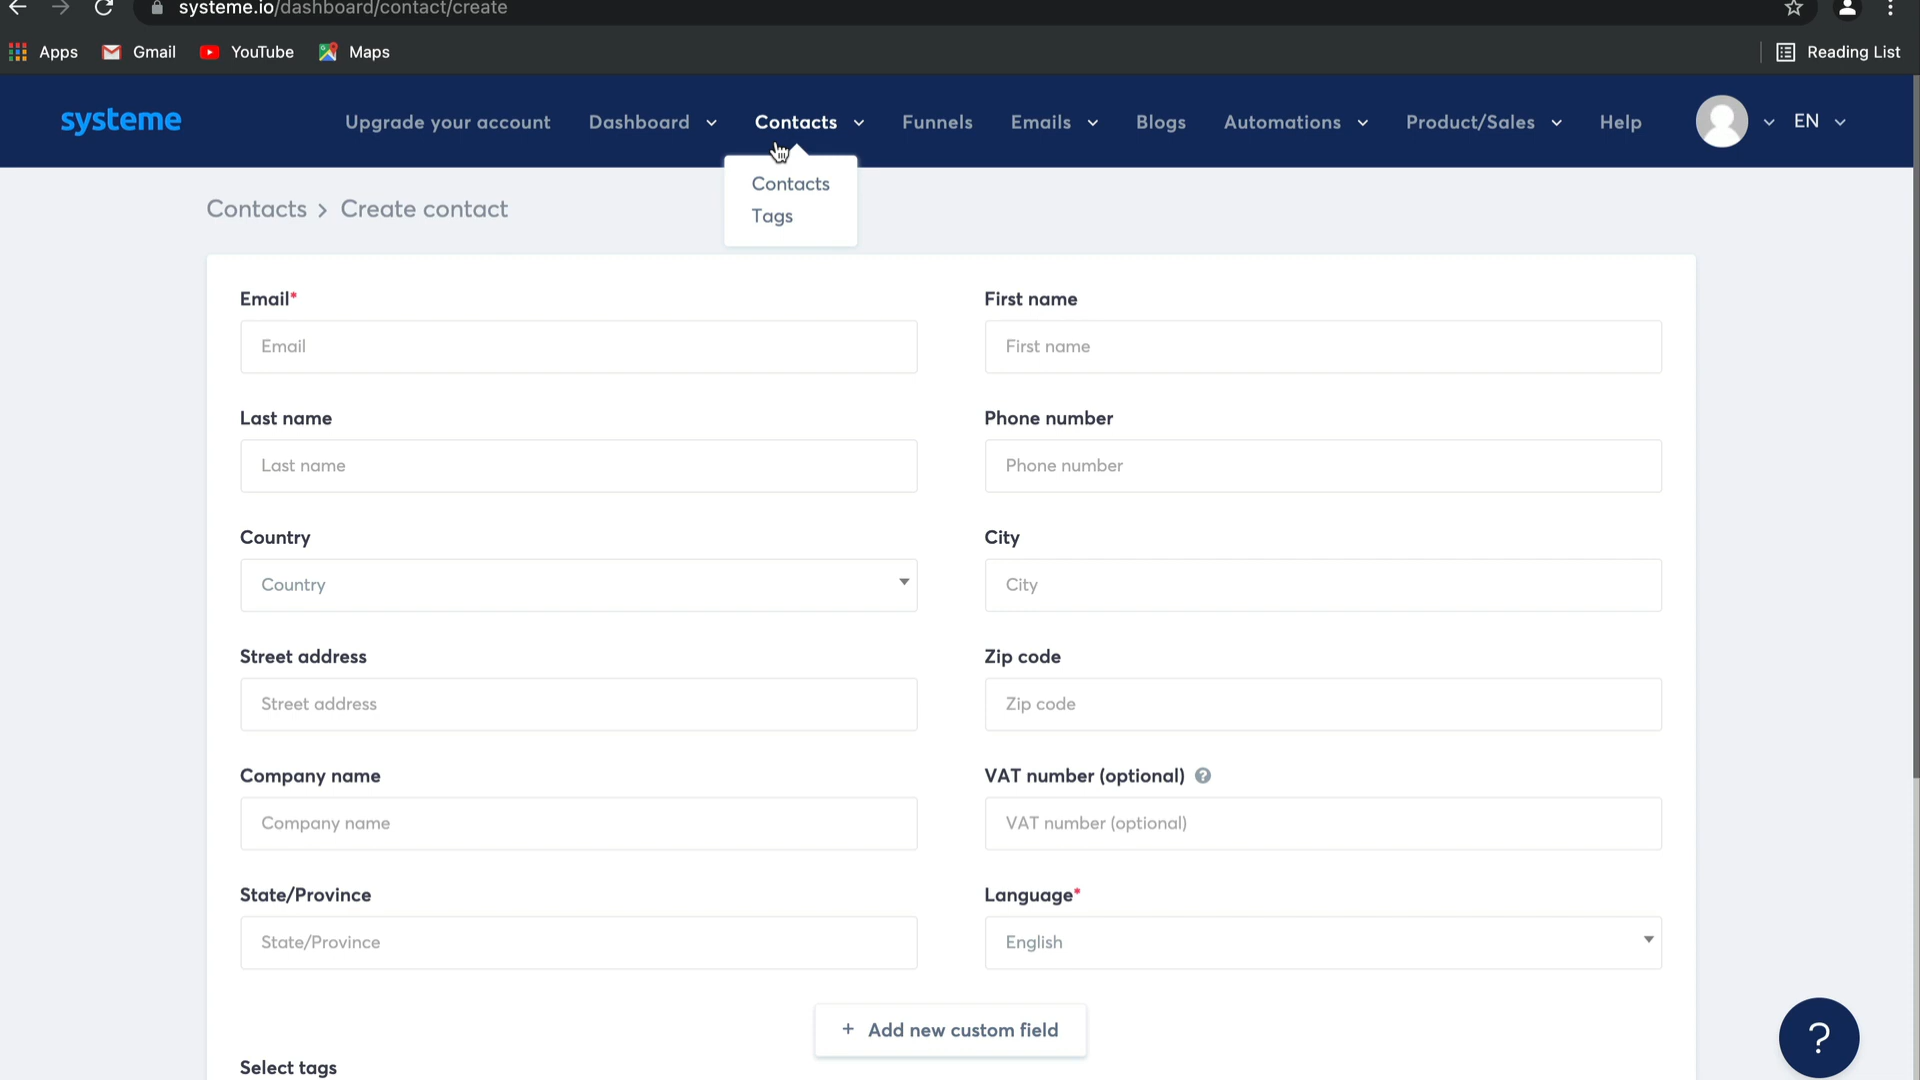 systeme.io/dashboard/contact/create
Apps Gmail YouTube Maps Reading List
systeme Upgrade your account Dashboard Contacts Funnels Emails Blogs Automations Product/Sales Help EN
Contacts
Tags
Contacts > Create contact
Email* First name
Email First name
Last name Phone number
Last name Phone number
Country City
Country City
Street address Zip code
Street address Zip code
Company name VAT number (optional) ?
Company name VAT number (optional)
State/Province Language*
State/Province English
+ Add new custom field
?
Select tags